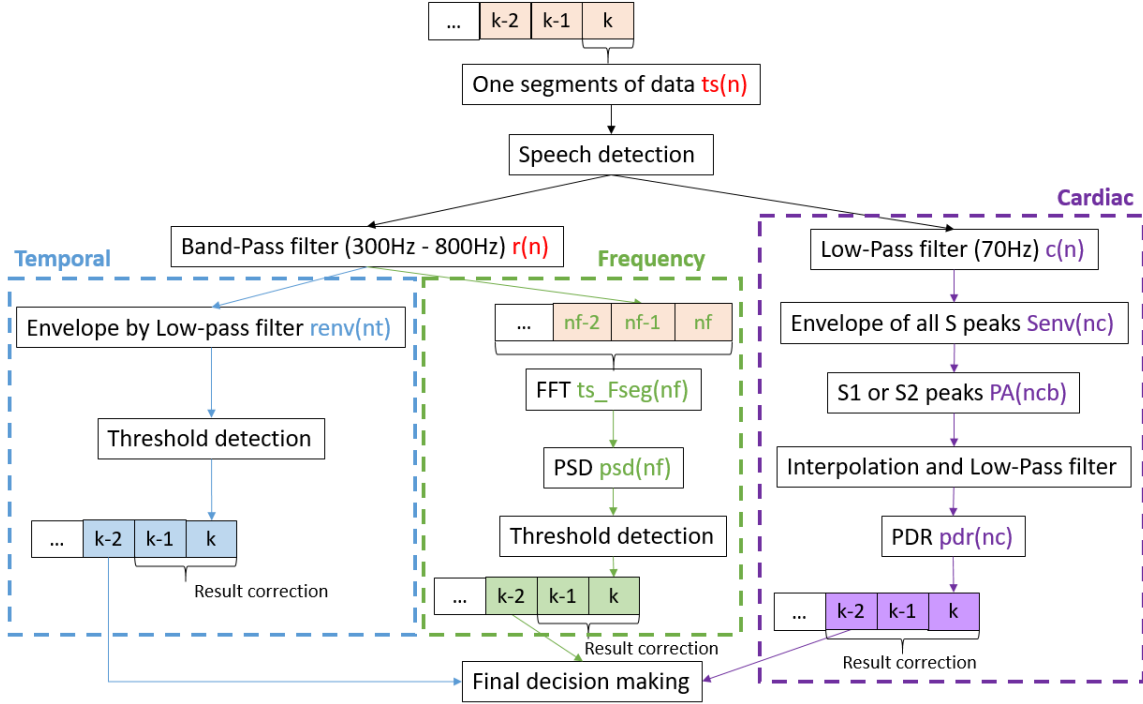 ... k-2 k-1 k
One segments of data ts(n)
Speech detection
Cardiac
Band-Pass filter (300Hz - 800Hz) r(n)
Low-Pass filter (70Hz) c(n)
Temporal
Frequency
Envelope by Low-pass filter renv(nt)
... nf-2 nf-1 nf
Envelope of all S peaks Senv(nc)
FFT ts_Fseg(nf)
S1 or S2 peaks PA(ncb)
Threshold detection
PSD psd(nf)
Interpolation and Low-Pass filter
... k-2 k-1 k
Threshold detection
PDR pdr(nc)
Result correction
... k-2 k-1 k
... k-2 k-1 k
Result correction
Result correction
Final decision making